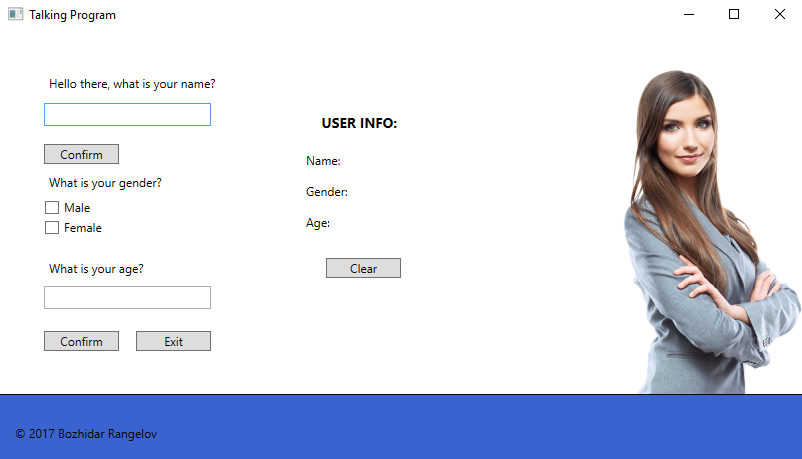 Talking Program
Hello there, what is your name?
Confirm
What is your gender?
Male
Female
What is your age?
Confirm
Exit
USER INFO:
Name:
Gender:
Age:
Clear
© 2017 Bozhidar Rangelov